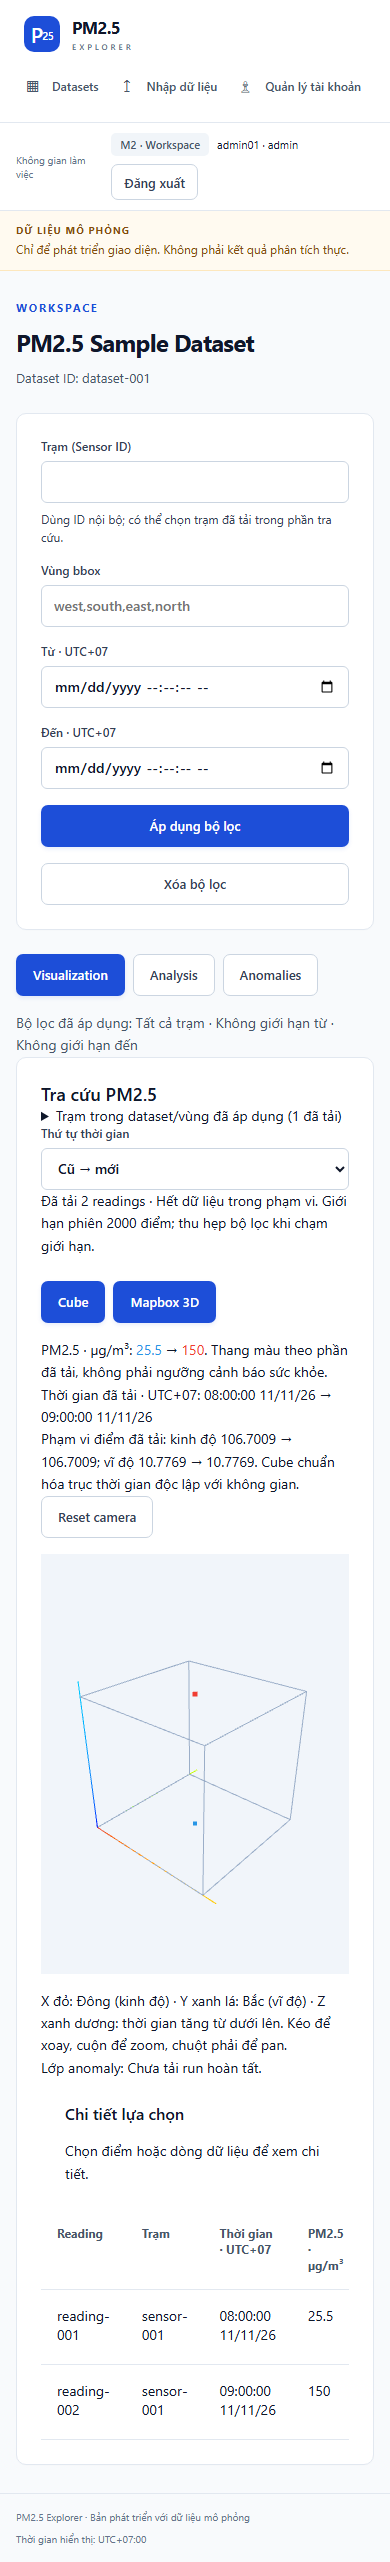 P25
PM2.5
EXPLORER
Datasets
Nhập dữ liệu
Quản lý tài khoản
Không gian làm
việc
M2 · Workspace
admin01 · admin
Đăng xuất
DỮ LIỆU MÔ PHỎNG
Chỉ để phát triển giao diện. Không phải kết quả phân tích thực.
WORKSPACE
PM2.5 Sample Dataset
Dataset ID: dataset-001
Trạm (Sensor ID)
Dùng ID nội bộ; có thể chọn trạm đã tải trong phần tra
cứu.
Vùng bbox
west,south,east,north
Từ · UTC+07
mm/dd/yyyy --:--:-- --
Đến · UTC+07
mm/dd/yyyy --:--:-- --
Áp dụng bộ lọc
Xóa bộ lọc
Visualization
Analysis
Anomalies
Bộ lọc đã áp dụng: Tất cả trạm · Không giới hạn từ ·
Không giới hạn đến
Tra cứu PM2.5
▶ Trạm trong dataset/vùng đã áp dụng (1 đã tải)
Thứ tự thời gian
Cũ → mới
Đã tải 2 readings · Hết dữ liệu trong phạm vi. Giới
hạn phiên 2000 điểm; thu hẹp bộ lọc khi chạm
giới hạn.
Cube
Mapbox 3D
PM2.5 · µg/m³: 25.5 → 150. Thang màu theo phần
đã tải, không phải ngưỡng cảnh báo sức khỏe.
Thời gian đã tải · UTC+07: 08:00:00 11/11/26 →
09:00:00 11/11/26
Phạm vi điểm đã tải: kinh độ 106.7009 →
106.7009; vĩ độ 10.7769 → 10.7769. Cube chuẩn
hóa trục thời gian độc lập với không gian.
Reset camera
X đỏ: Đông (kinh độ) · Y xanh lá: Bắc (vĩ độ) · Z
xanh dương: thời gian tăng từ dưới lên. Kéo để
xoay, cuộn để zoom, chuột phải để pan.
Lớp anomaly: Chưa tải run hoàn tất.
Chi tiết lựa chọn
Chọn điểm hoặc dòng dữ liệu để xem chi
tiết.
Reading
Trạm
Thời gian
· UTC+07
PM2.5
·
µg/m³
reading-
001
sensor-
001
08:00:00
11/11/26
25.5
reading-
002
sensor-
001
09:00:00
11/11/26
150
PM2.5 Explorer · Bản phát triển với dữ liệu mô phỏng
Thời gian hiển thị: UTC+07:00